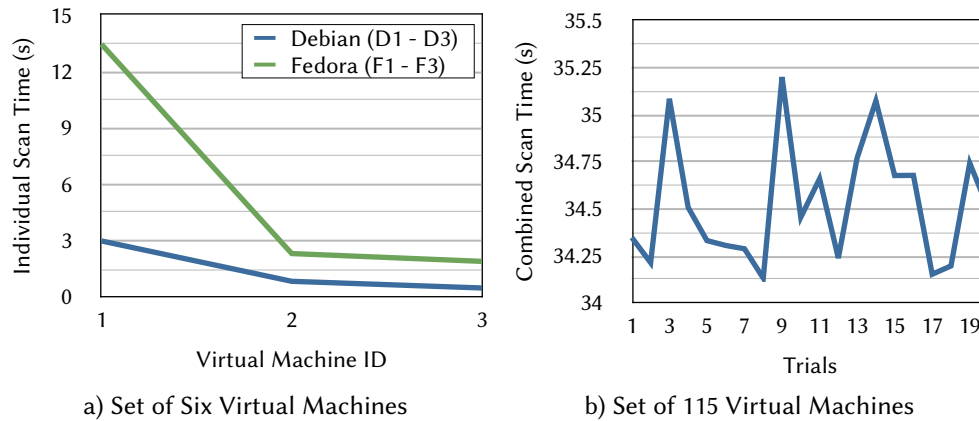 15
12
9
6
3
0
Individual Scan Time (s)
Debian (D1 - D3)
Fedora (F1 - F3)
1 2 3
Virtual Machine ID
a) Set of Six Virtual Machines
35.5
35.25
35
34.75
34.5
34.25
34
Combined Scan Time (s)
1 3 5 7 9 11 13 15 17 19
Trials
b) Set of 115 Virtual Machines